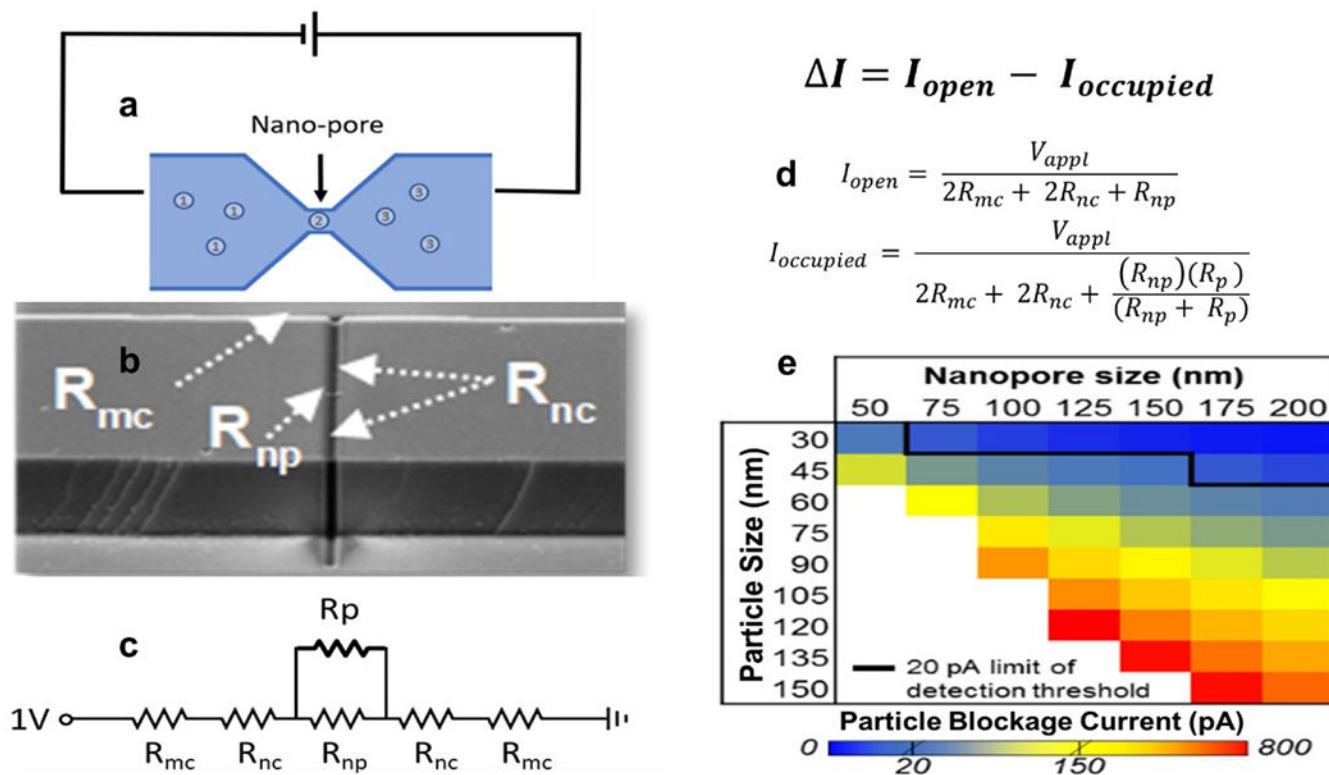 a
Nano-pore
1 1 1 2 3 3 3
b
R_mc
R_np
R_nc
c
Rp
1V
R_mc R_nc R_np R_nc R_mc
ΔI = I_open − I_occupied
d
I_open = V_appl / (2R_mc + 2R_nc + R_np)
I_occupied = V_appl / (2R_mc + 2R_nc + (R_np)(R_p) / (R_np + R_p))
e
Nanopore size (nm)
50 75 100 125 150 175 200
Particle Size (nm)
30
45
60
75
90
105
120
135
150
20 pA limit of
detection threshold
Particle Blockage Current (pA)
0 20 150 800